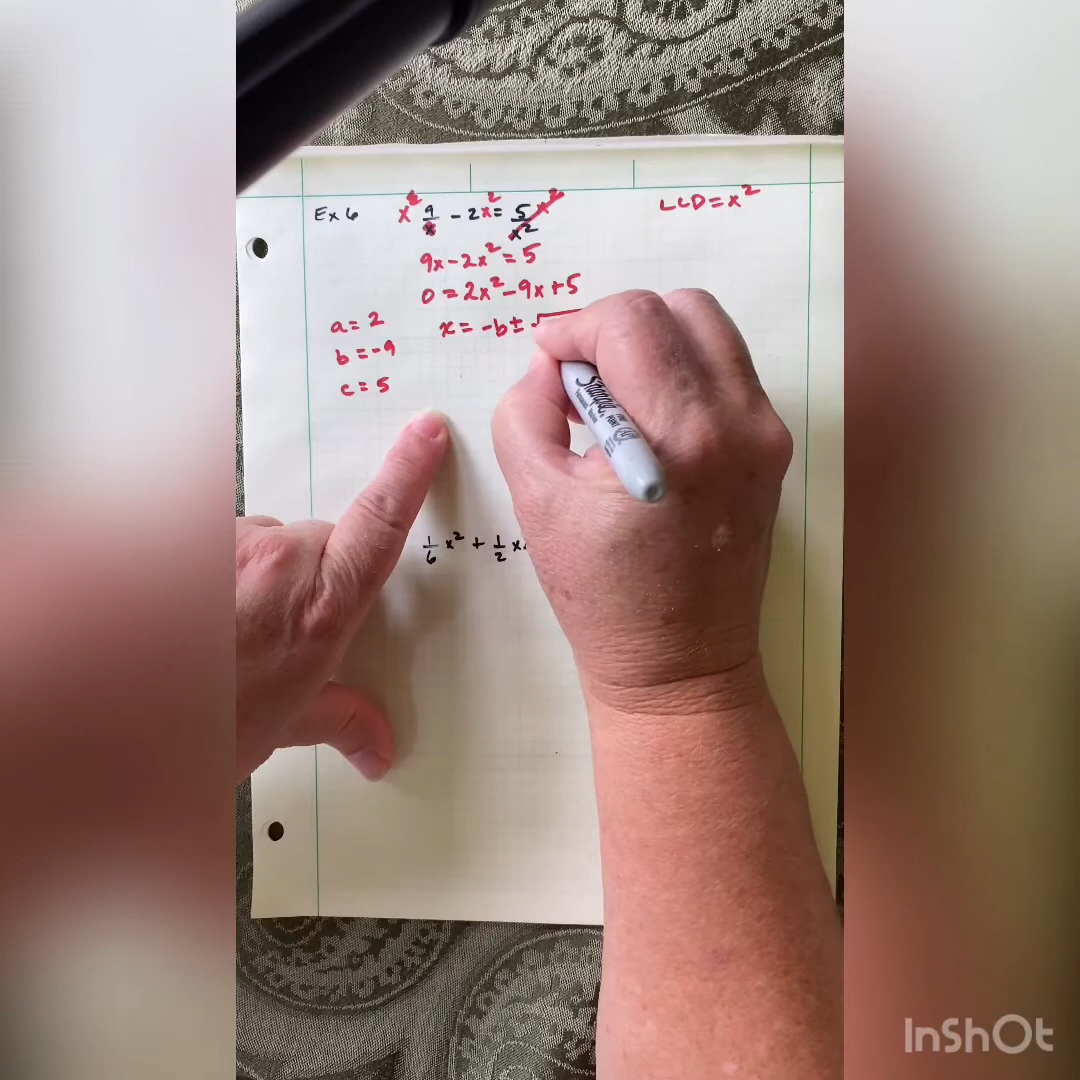 Ex 6 x² 9/x - 2x² = 5/x² x² LCD = x²
9x - 2x² = 5
0 = 2x² - 9x + 5
a = 2 x = -b ± √
b = -9
c = 5
Sharpie
1/6 x² + 1/2 x
InShOt